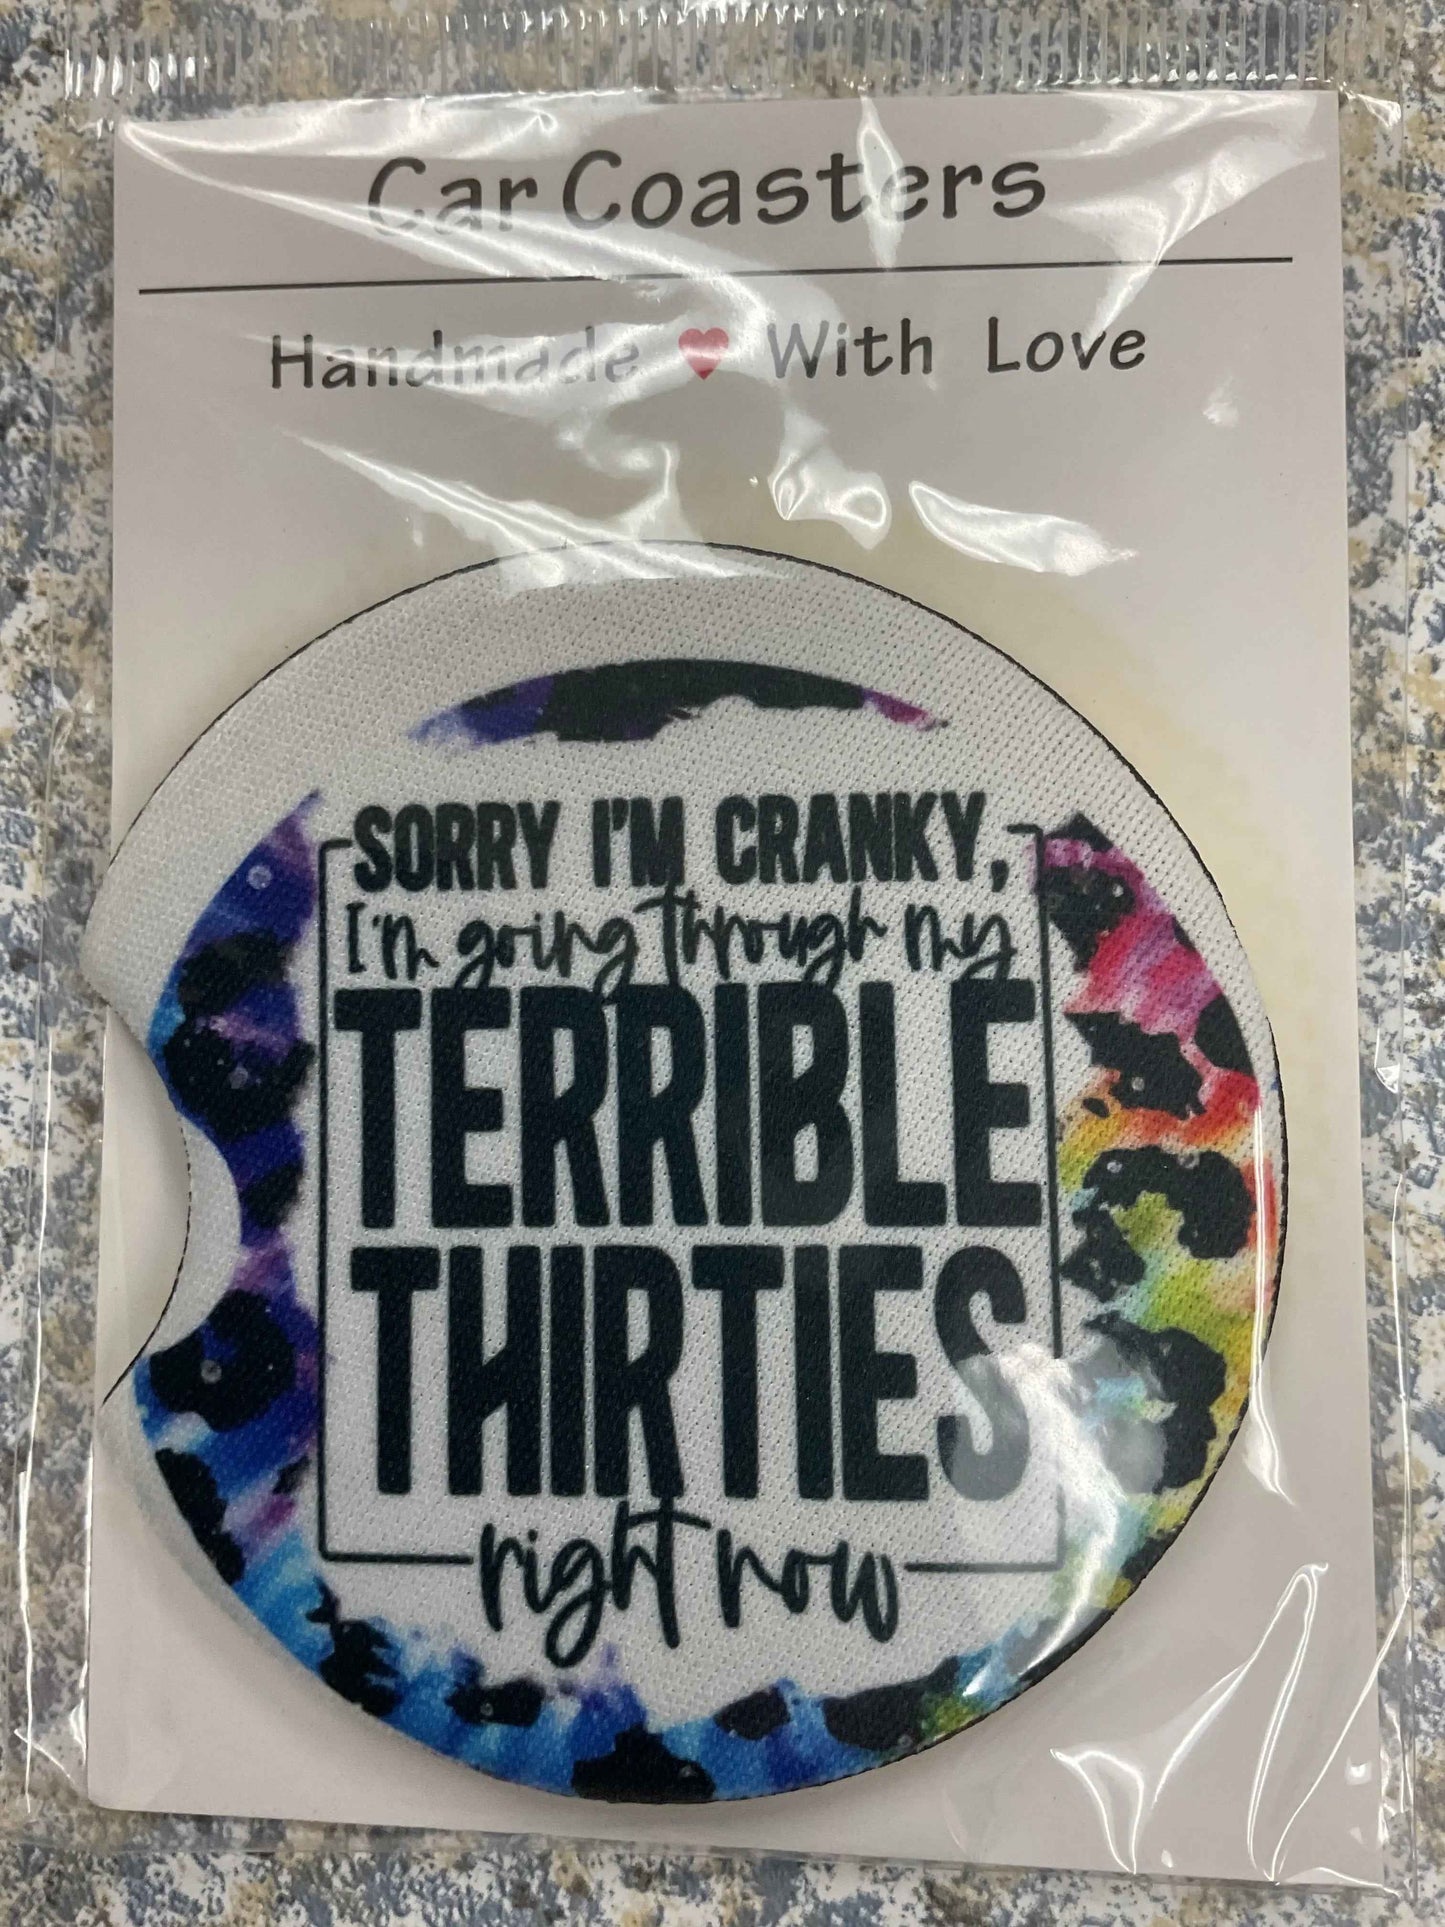 Car Coasters
Handmade ♥ With Love
SORRY I'M CRANKY,
I'm going through my
TERRIBLE
THIRTIES
right now